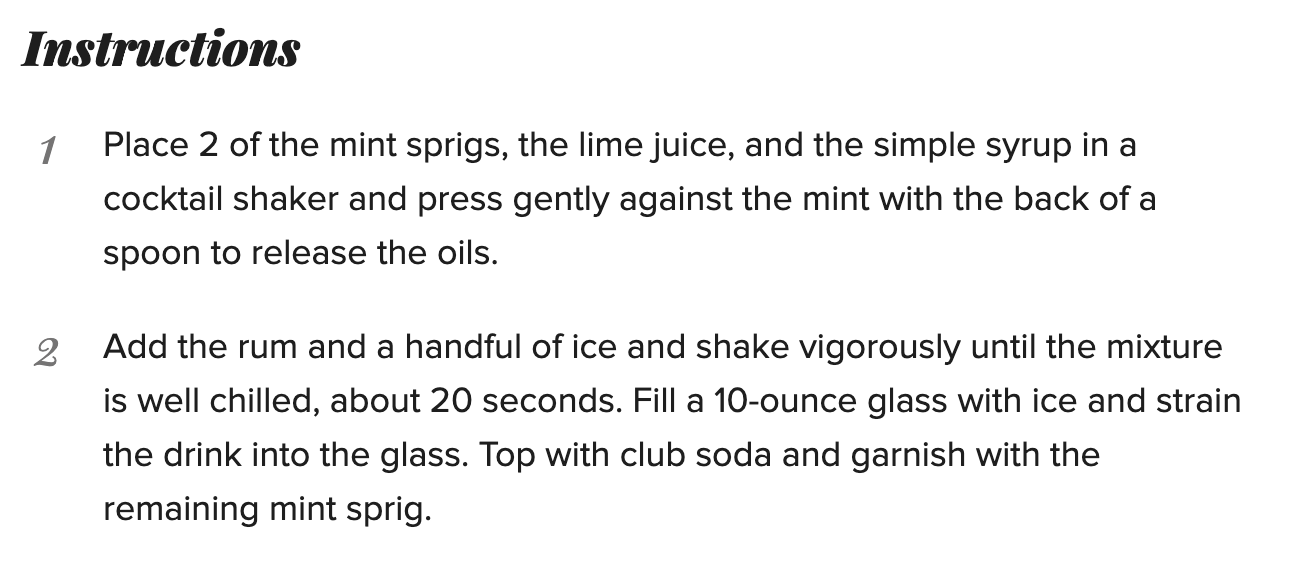 Instructions
1 Place 2 of the mint sprigs, the lime juice, and the simple syrup in a
cocktail shaker and press gently against the mint with the back of a
spoon to release the oils.
2 Add the rum and a handful of ice and shake vigorously until the mixture
is well chilled, about 20 seconds. Fill a 10-ounce glass with ice and strain
the drink into the glass. Top with club soda and garnish with the
remaining mint sprig.